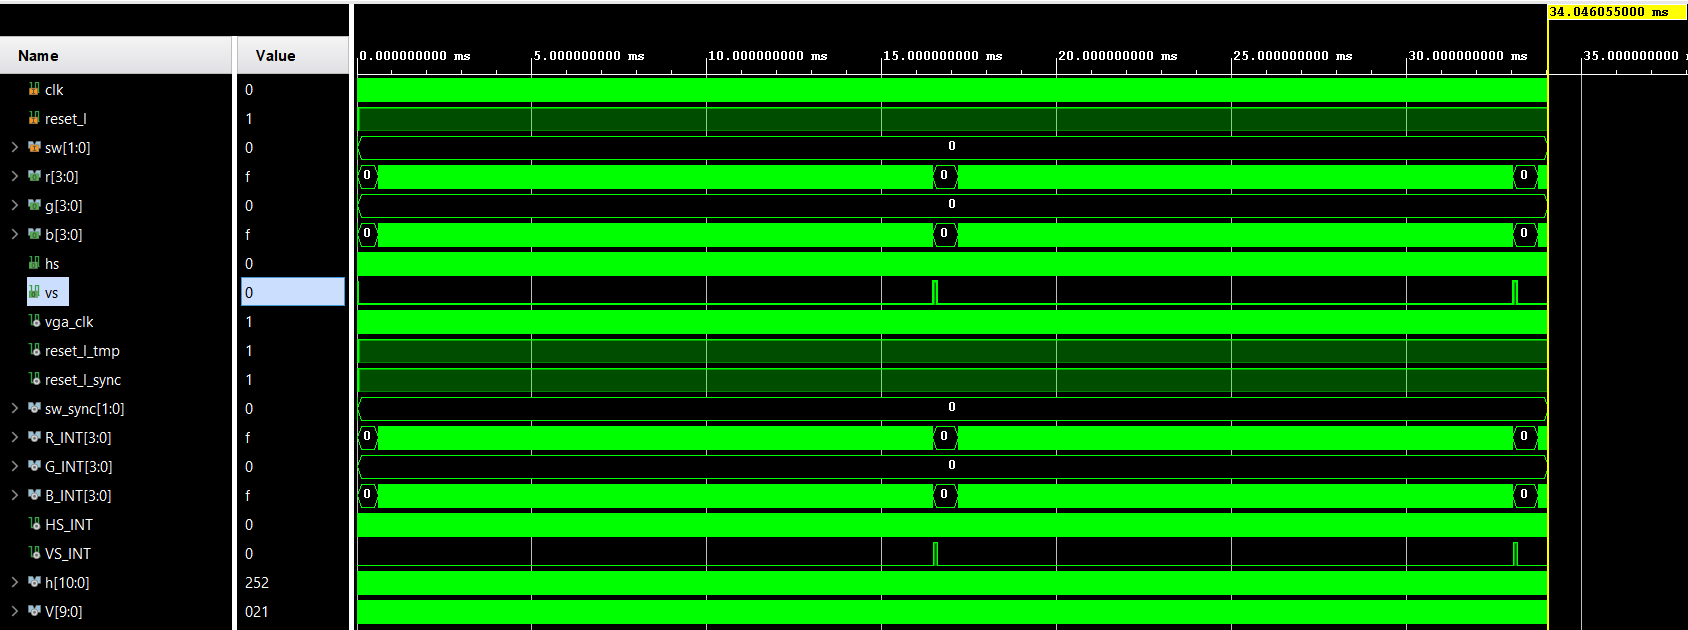 34.046055000 ms
Name Value
0.000000000 ms 5.000000000 ms 10.000000000 ms 15.000000000 ms 20.000000000 ms 25.000000000 ms 30.000000000 ms 35.000000000 m
clk 0
reset_l 1
sw[1:0] 0 0
r[3:0] f 0 0 0
g[3:0] 0 0
b[3:0] f 0 0 0
hs 0
vs 0
vga_clk 1
reset_l_tmp 1
reset_l_sync 1
sw_sync[1:0] 0 0
R_INT[3:0] f 0 0 0
G_INT[3:0] 0 0
B_INT[3:0] f 0 0 0
HS_INT 0
VS_INT 0
h[10:0] 252
V[9:0] 021